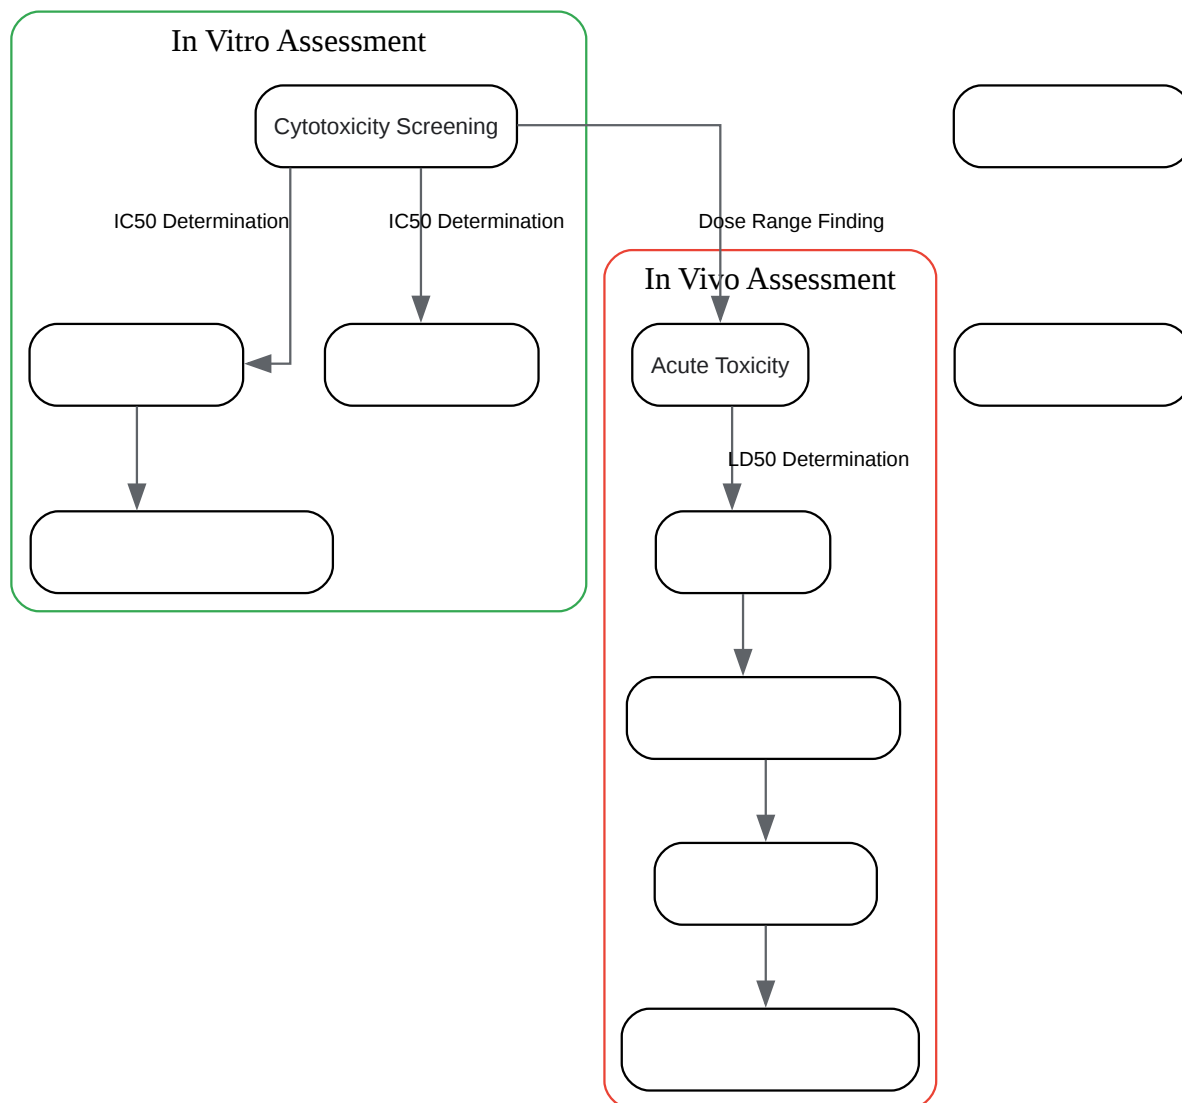 In Vitro Assessment
Cytotoxicity Screening
IC50 Determination
IC50 Determination
Dose Range Finding
In Vivo Assessment
Acute Toxicity
LD50 Determination